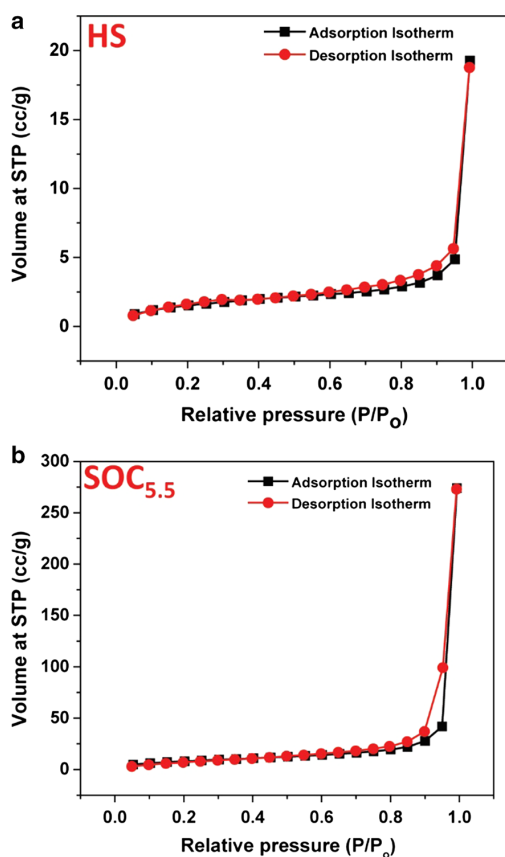 a
HS
Adsorption Isotherm
Desorption Isotherm
Volume at STP (cc/g)
20
15
10
5
0
0.0 0.2 0.4 0.6 0.8 1.0
Relative pressure (P/Po)
b
SOC5.5
Adsorption Isotherm
Desorption Isotherm
Volume at STP (cc/g)
300
250
200
150
100
50
0
0.0 0.2 0.4 0.6 0.8 1.0
Relative pressure (P/Po)